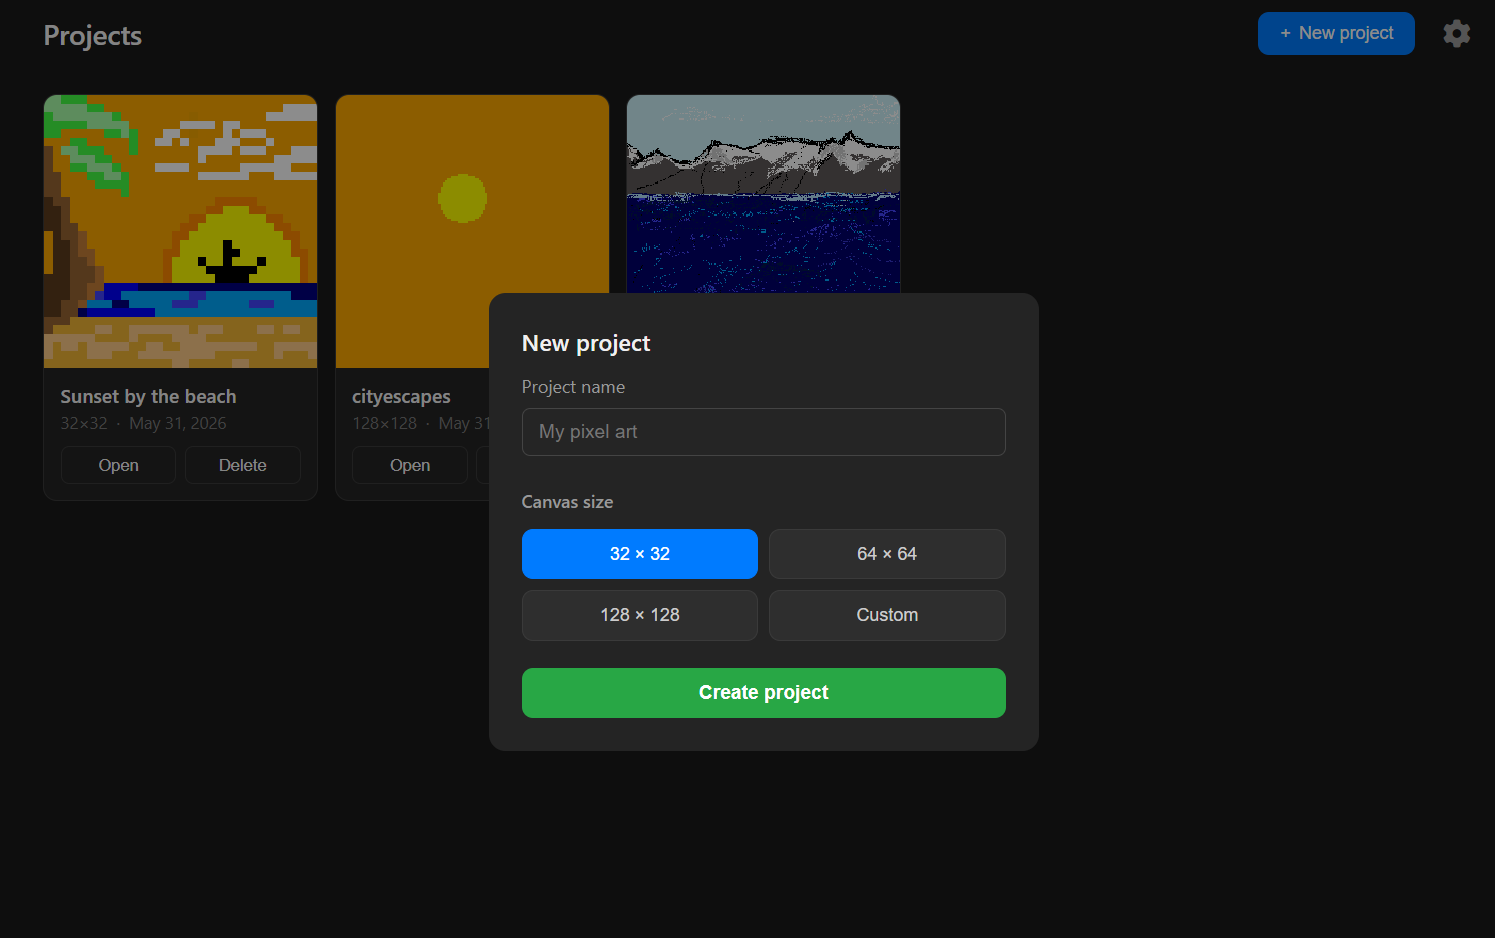 Projects
+ New project
Sunset by the beach
32×32 · May 31, 2026
Open
Delete
cityescapes
128×128 · May 31
Open
New project
Project name
My pixel art
Canvas size
32 × 32
64 × 64
128 × 128
Custom
Create project